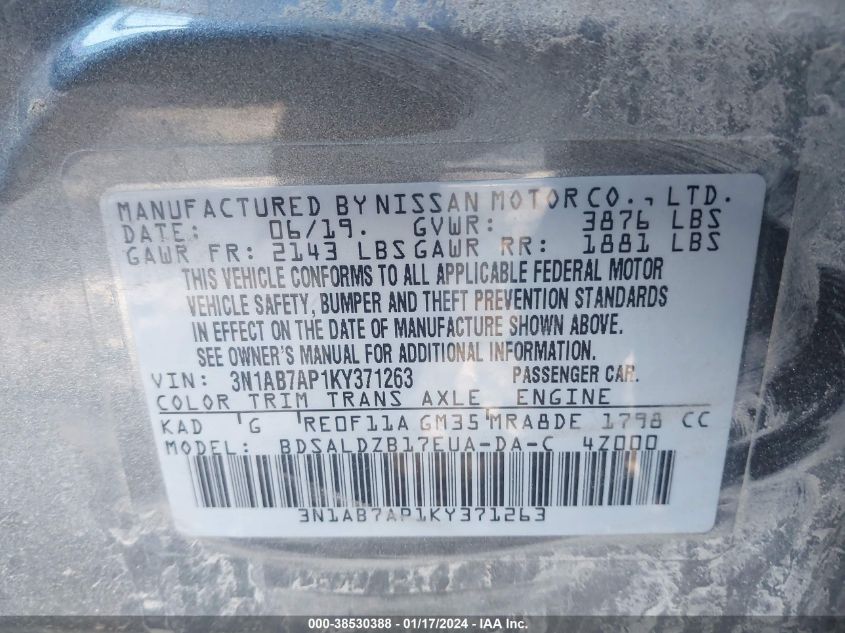 MANUFACTURED BY NISSAN MOTOR CO., LTD.
DATE: 06/19. GVWR: 3876 LBS
GAWR FR: 2143 LBS GAWR RR: 1881 LBS
THIS VEHICLE CONFORMS TO ALL APPLICABLE FEDERAL MOTOR
VEHICLE SAFETY, BUMPER AND THEFT PREVENTION STANDARDS
IN EFFECT ON THE DATE OF MANUFACTURE SHOWN ABOVE.
SEE OWNER'S MANUAL FOR ADDITIONAL INFORMATION.
VIN: 3N1AB7AP1KY371263 PASSENGER CAR.
COLOR TRIM TRANS AXLE ENGINE
KAD G RE0F11A GM35 MRA8DE 1798 CC
MODEL: BDSALDZB17EUA-DA-C 4Z000
3N1AB7AP1KY371263
000-38530388 - 01/17/2024 - IAA, Inc.